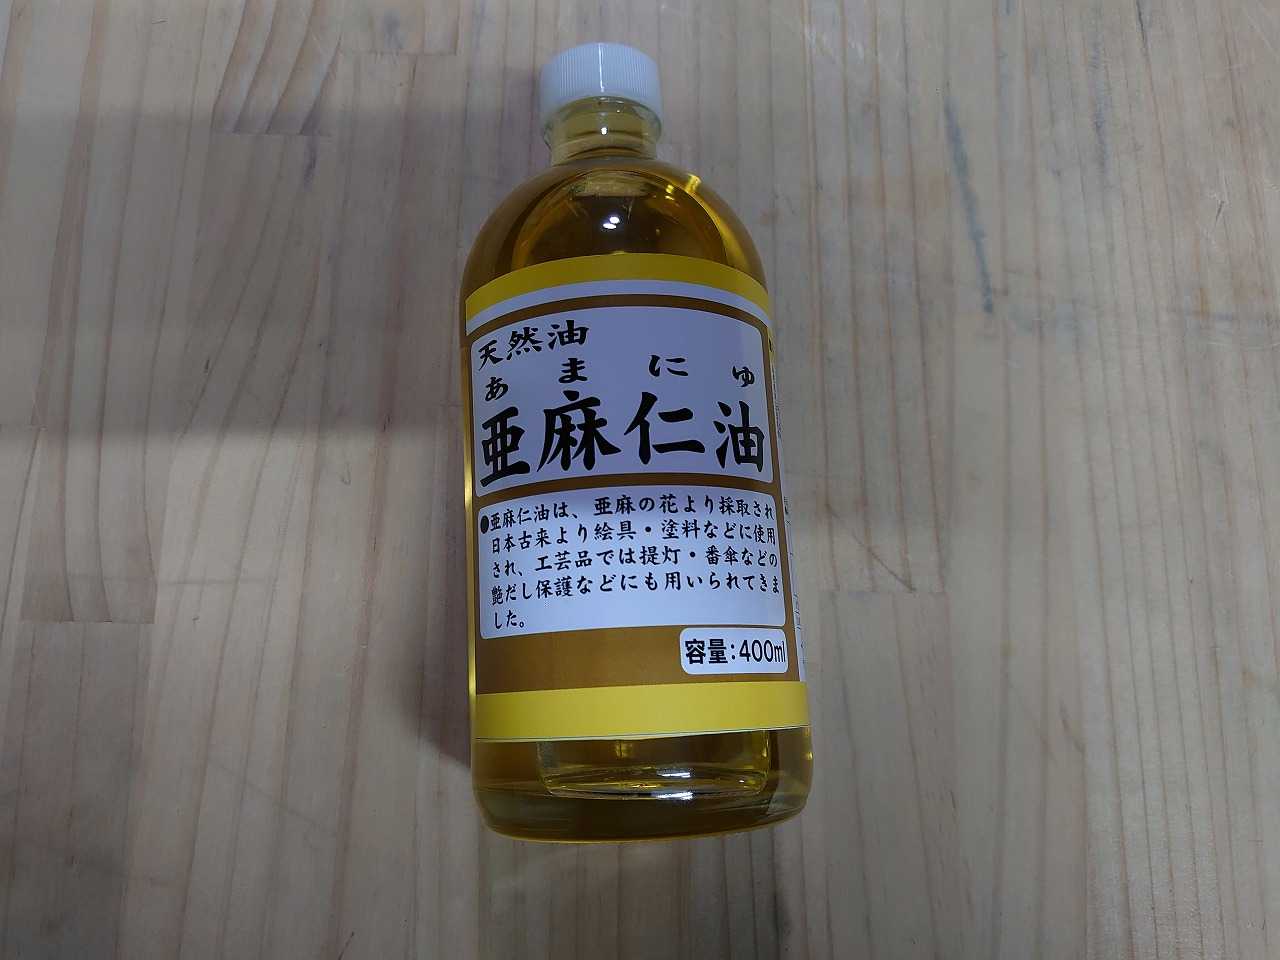 天然油
あまにゆ
亜麻仁油
●亜麻仁油は、亜麻の花より採取され
日本古来より絵具・塗料などに使用
され、工芸品では提灯・番傘などの
艶だし保護などにも用いられてきま
した。
容量:400ml